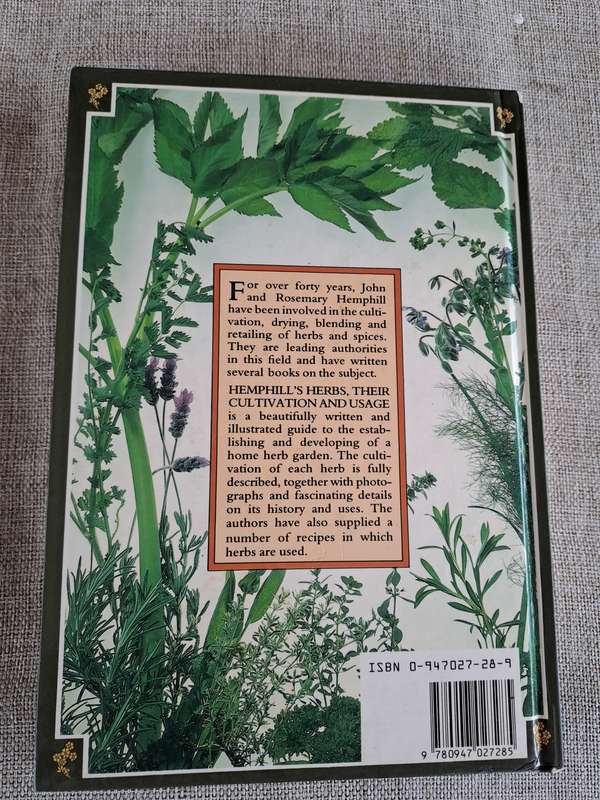 For over forty years, John
and Rosemary Hemphill
have been involved in the culti-
vation, drying, blending and
retailing of herbs and spices.
They are leading authorities
in this field and have written
several books on the subject.
HEMPHILL'S HERBS, THEIR
CULTIVATION AND USAGE
is a beautifully written and
illustrated guide to the estab-
lishing and developing of a
home herb garden. The culti-
vation of each herb is fully
described, together with photo-
graphs and fascinating details
on its history and uses. The
authors have also supplied a
number of recipes in which
herbs are used.
ISBN 0-947027-28-9
9 780947 027285